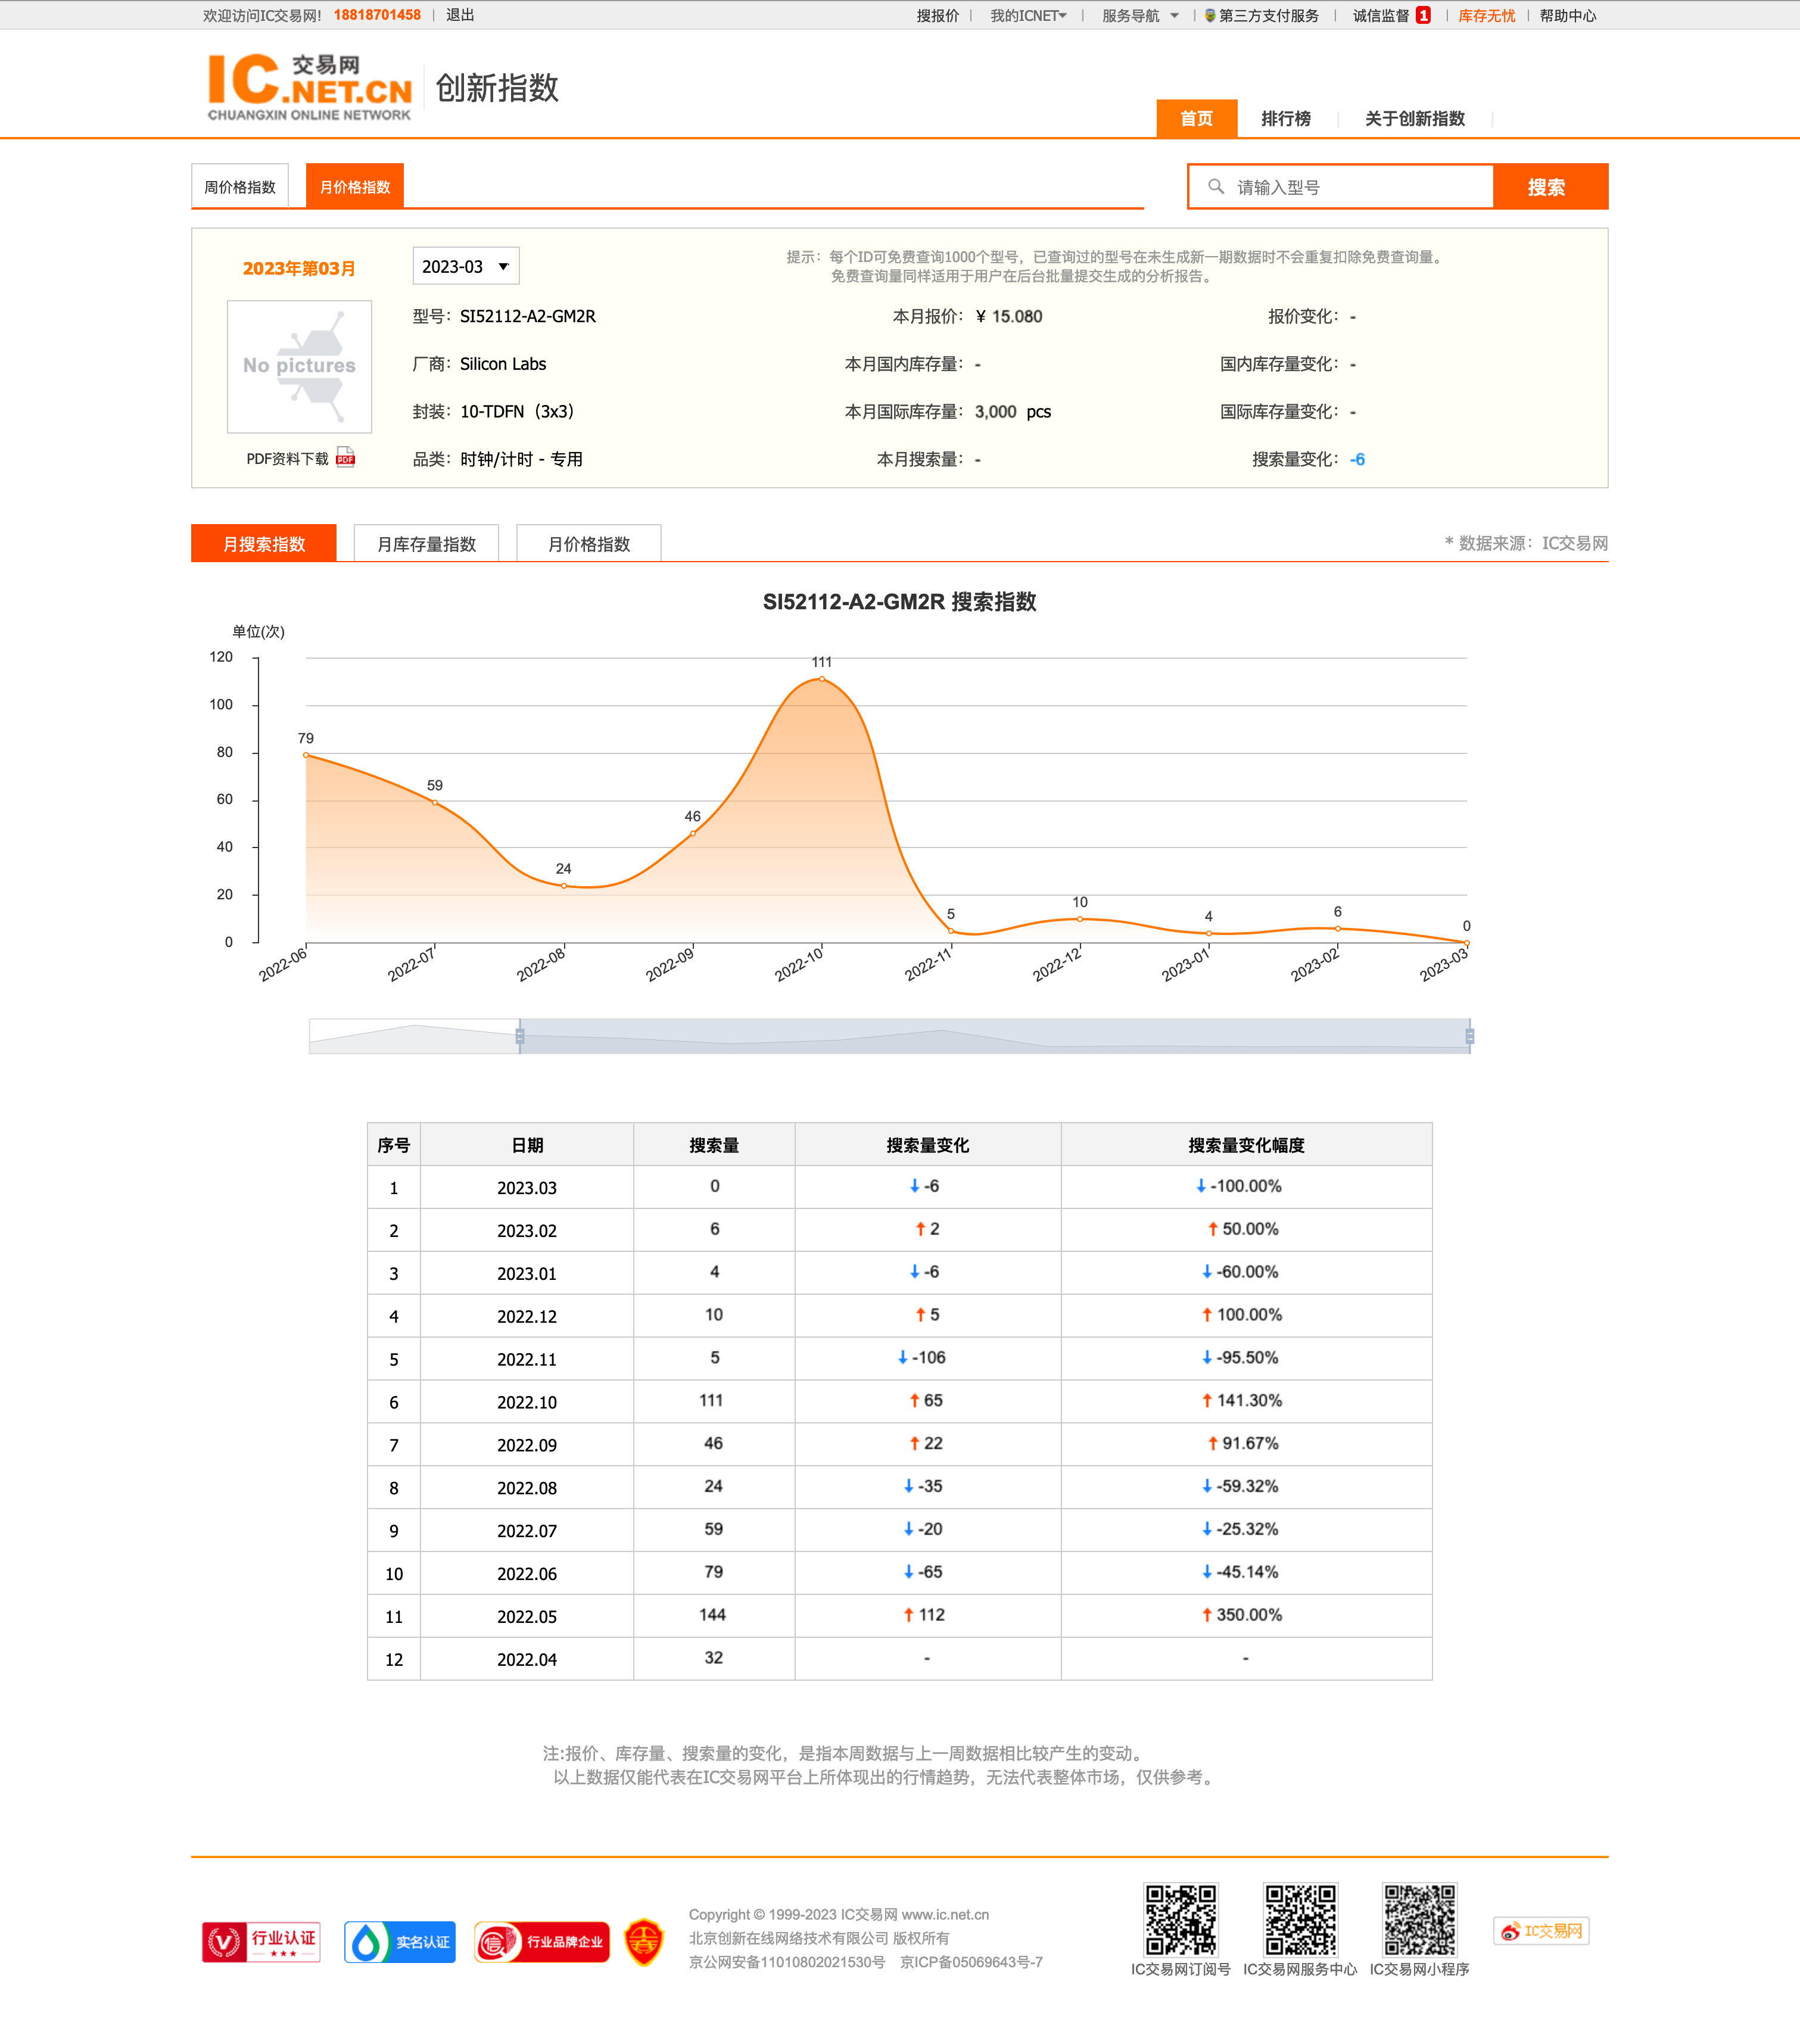 欢迎访问IC交易网! 18818701458 | 退出
搜报价 | 我的ICNET | 服务导航 | 第三方支付服务 | 诚信监督 1 | 库存无忧 | 帮助中心
IC交易网.NET.CN
CHUANGXIN ONLINE NETWORK
创新指数
首页 排行榜 关于创新指数
周价格指数 月价格指数
请输入型号 搜索
2023年第03月 2023-03
提示：每个ID可免费查询1000个型号，已查询过的型号在未生成新一期数据时不会重复扣除免费查询量。
免费查询量同样适用于用户在后台批量提交生成的分析报告。
No pictures
PDF资料下载 PDF
型号：SI52112-A2-GM2R 本月报价：¥ 15.080 报价变化：-
厂商：Silicon Labs 本月国内库存量：- 国内库存量变化：-
封装：10-TDFN（3x3） 本月国际库存量：3,000 pcs 国际库存量变化：-
品类：时钟/计时 - 专用 本月搜索量：- 搜索量变化：-6
月搜索指数 月库存量指数 月价格指数 * 数据来源：IC交易网
SI52112-A2-GM2R 搜索指数
单位(次)
120
100
80
60
40
20
0
79 59 24 46 111 5 10 4 6 0
2022-06 2022-07 2022-08 2022-09 2022-10 2022-11 2022-12 2023-01 2023-02 2023-03
序号 日期 搜索量 搜索量变化 搜索量变化幅度
1 2023.03 0 ↓ -6 ↓ -100.00%
2 2023.02 6 ↑ 2 ↑ 50.00%
3 2023.01 4 ↓ -6 ↓ -60.00%
4 2022.12 10 ↑ 5 ↑ 100.00%
5 2022.11 5 ↓ -106 ↓ -95.50%
6 2022.10 111 ↑ 65 ↑ 141.30%
7 2022.09 46 ↑ 22 ↑ 91.67%
8 2022.08 24 ↓ -35 ↓ -59.32%
9 2022.07 59 ↓ -20 ↓ -25.32%
10 2022.06 79 ↓ -65 ↓ -45.14%
11 2022.05 144 ↑ 112 ↑ 350.00%
12 2022.04 32 - -
注:报价、库存量、搜索量的变化，是指本周数据与上一周数据相比较产生的变动。
以上数据仅能代表在IC交易网平台上所体现出的行情趋势，无法代表整体市场，仅供参考。
行业认证
实名认证
信 行业品牌企业
Copyright © 1999-2023 IC交易网 www.ic.net.cn
北京创新在线网络技术有限公司 版权所有
京公网安备11010802021530号 京ICP备05069643号-7
IC交易网订阅号 IC交易网服务中心 IC交易网小程序
IC交易网